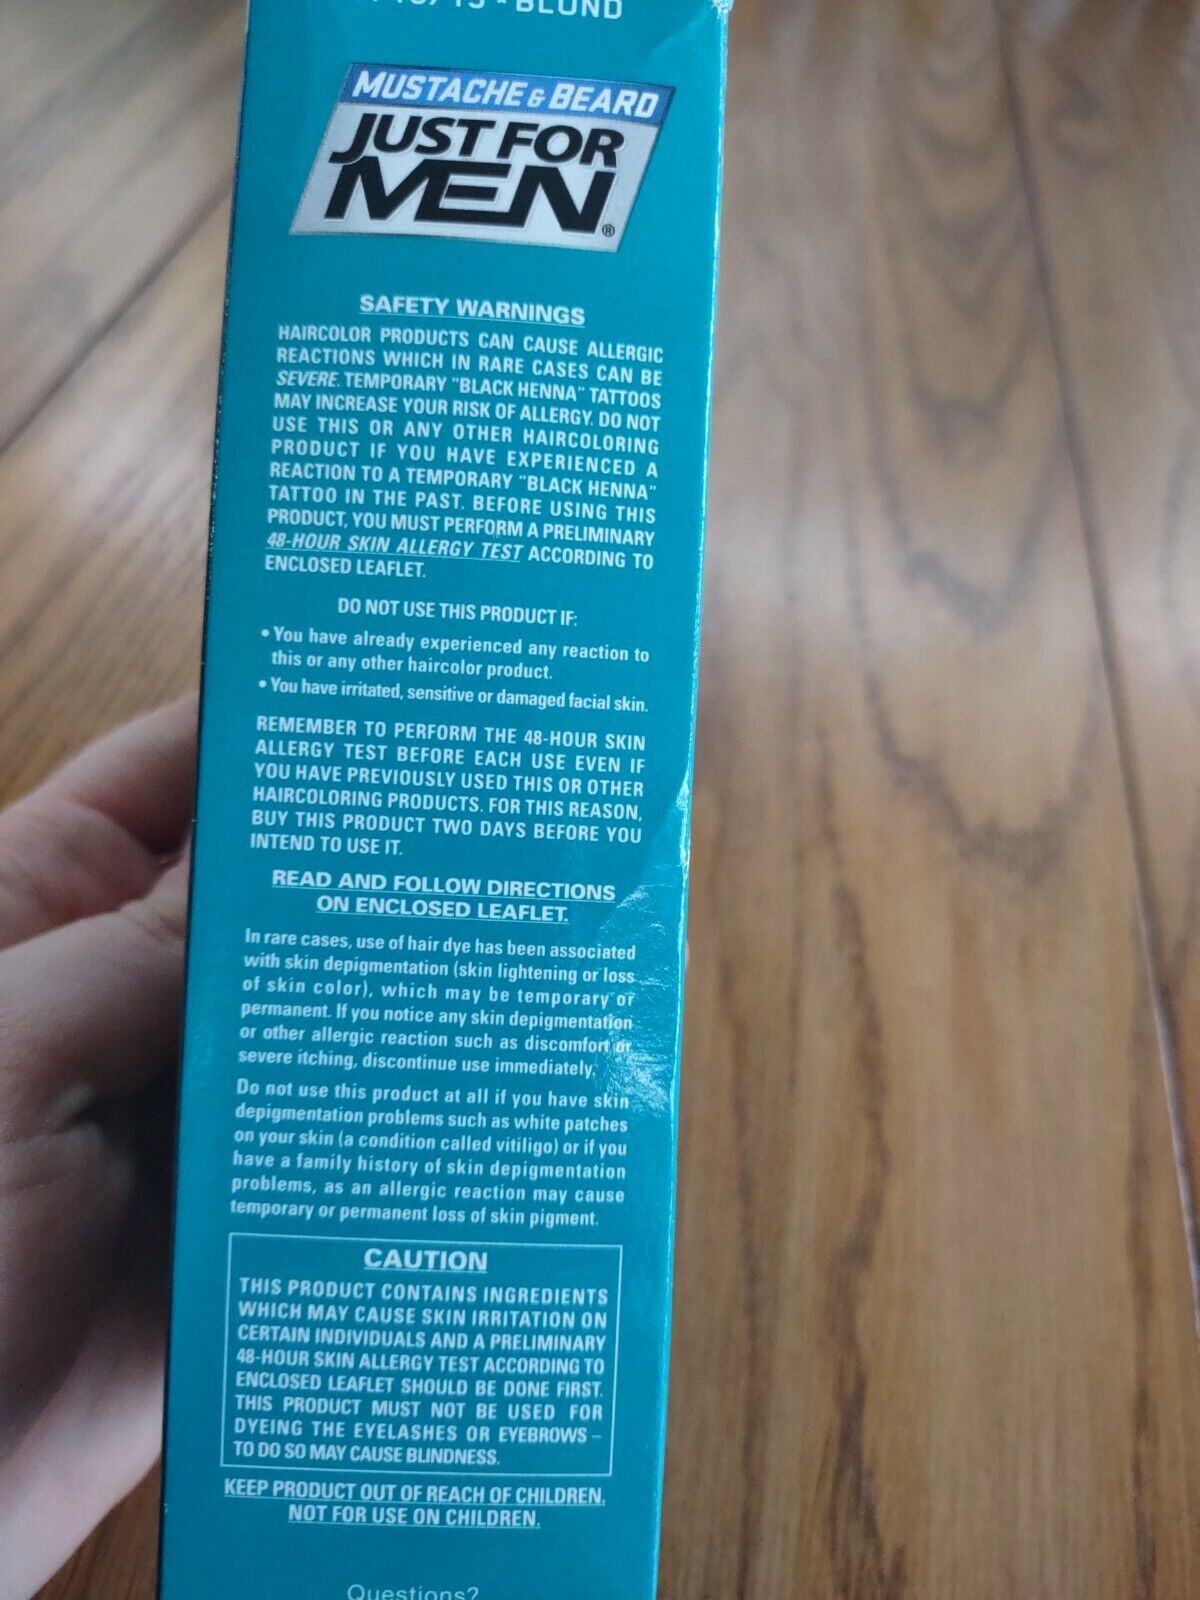 BLOND
MUSTACHE & BEARD
JUST FOR
MEN®
SAFETY WARNINGS
HAIRCOLOR PRODUCTS CAN CAUSE ALLERGIC
REACTIONS WHICH IN RARE CASES CAN BE
SEVERE. TEMPORARY "BLACK HENNA" TATTOOS
MAY INCREASE YOUR RISK OF ALLERGY. DO NOT
USE THIS OR ANY OTHER HAIRCOLORING
PRODUCT IF YOU HAVE EXPERIENCED A
REACTION TO A TEMPORARY "BLACK HENNA"
TATTOO IN THE PAST. BEFORE USING THIS
PRODUCT, YOU MUST PERFORM A PRELIMINARY
48-HOUR SKIN ALLERGY TEST ACCORDING TO
ENCLOSED LEAFLET.
DO NOT USE THIS PRODUCT IF:
• You have already experienced any reaction to
this or any other haircolor product.
• You have irritated, sensitive or damaged facial skin.
REMEMBER TO PERFORM THE 48-HOUR SKIN
ALLERGY TEST BEFORE EACH USE EVEN IF
YOU HAVE PREVIOUSLY USED THIS OR OTHER
HAIRCOLORING PRODUCTS. FOR THIS REASON,
BUY THIS PRODUCT TWO DAYS BEFORE YOU
INTEND TO USE IT.
READ AND FOLLOW DIRECTIONS
ON ENCLOSED LEAFLET.
In rare cases, use of hair dye has been associated
with skin depigmentation (skin lightening or loss
of skin color), which may be temporary or
permanent. If you notice any skin depigmentation
or other allergic reaction such as discomfort or
severe itching, discontinue use immediately.
Do not use this product at all if you have skin
depigmentation problems such as white patches
on your skin (a condition called vitiligo) or if you
have a family history of skin depigmentation
problems, as an allergic reaction may cause
temporary or permanent loss of skin pigment.
CAUTION
THIS PRODUCT CONTAINS INGREDIENTS
WHICH MAY CAUSE SKIN IRRITATION ON
CERTAIN INDIVIDUALS AND A PRELIMINARY
48-HOUR SKIN ALLERGY TEST ACCORDING TO
ENCLOSED LEAFLET SHOULD BE DONE FIRST.
THIS PRODUCT MUST NOT BE USED FOR
DYEING THE EYELASHES OR EYEBROWS –
TO DO SO MAY CAUSE BLINDNESS.
KEEP PRODUCT OUT OF REACH OF CHILDREN.
NOT FOR USE ON CHILDREN.
Questions?